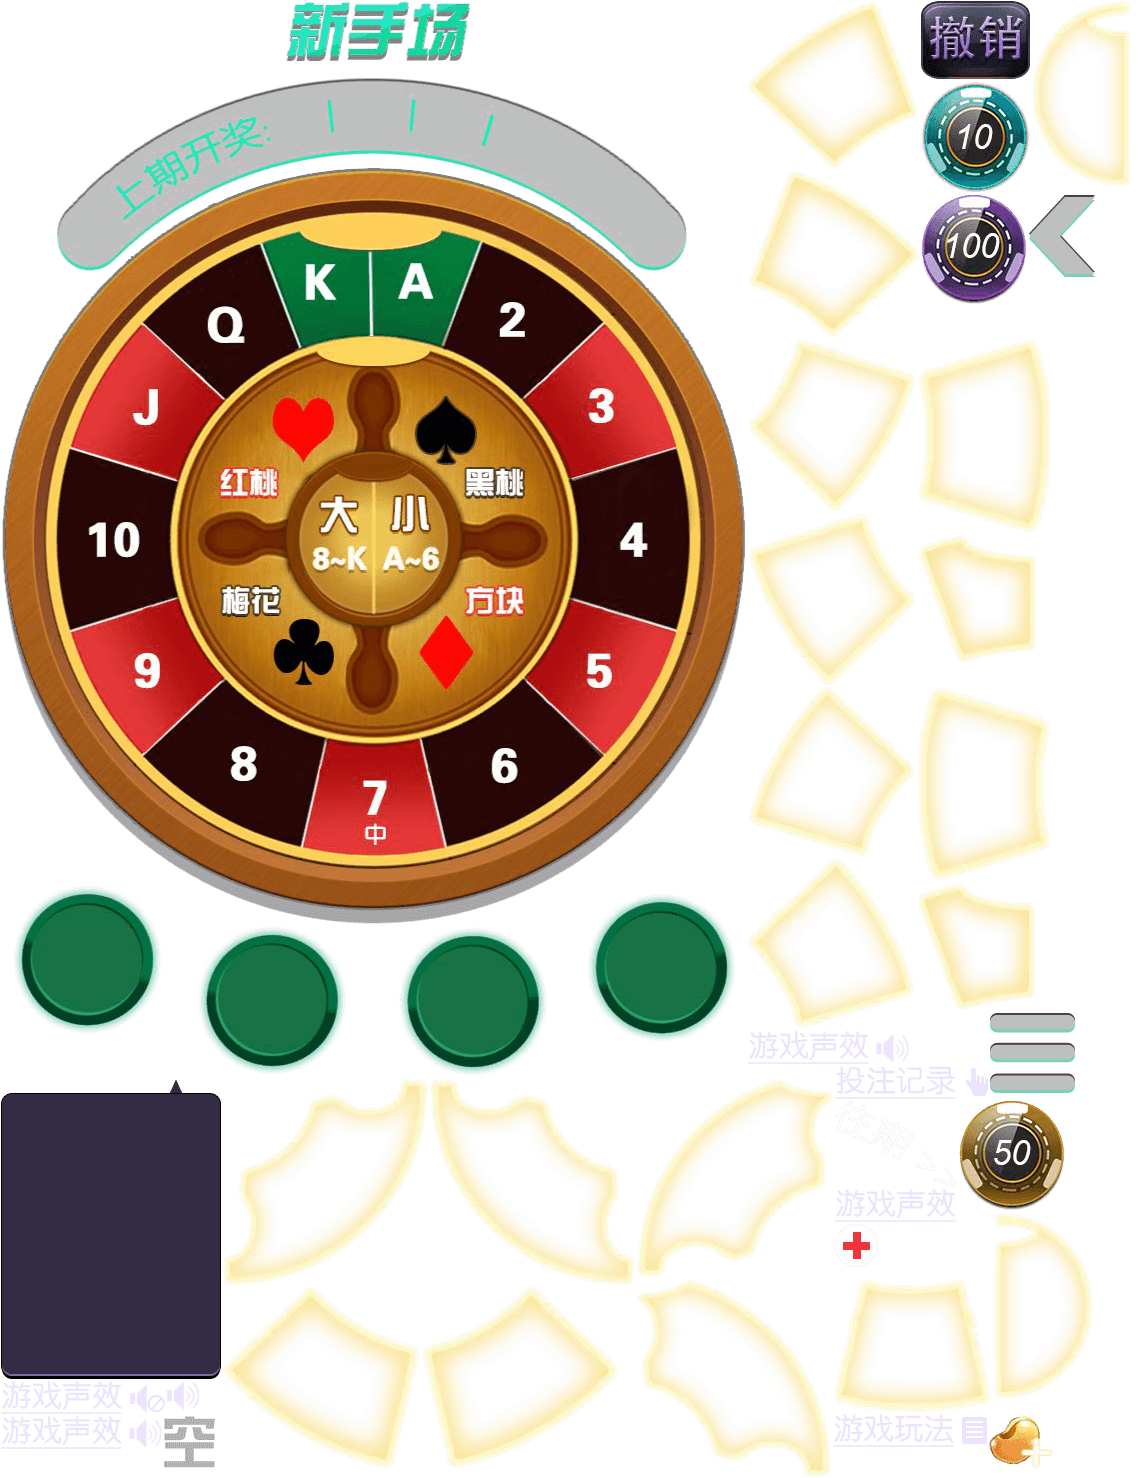 新手场
撤销
10
上期开奖:
100
K A
Q 2
J 3
红桃 黑桃
大 小
8~K A~6
10 4
梅花 方块
9 5
8 6
7
中
游戏声效
投注记录
往期 >>
50
游戏声效
游戏声效
游戏声效
空
游戏玩法